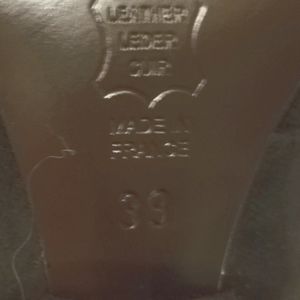 LEATHER
LEDER
CUIR
MADE IN
FRANCE
39